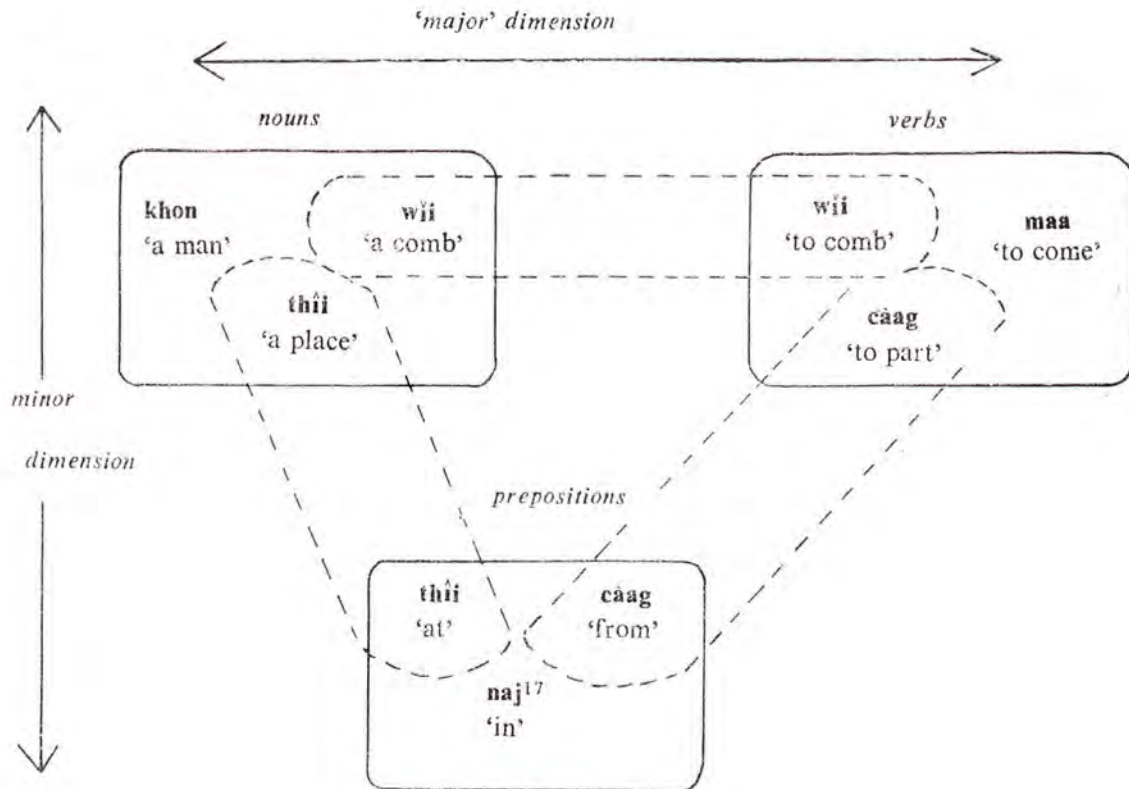 ‘major’ dimension
nouns
verbs
khon
‘a man’
wǐi
‘a comb’
thîi
‘a place’
wǐi
‘to comb’
maa
‘to come’
càag
‘to part’
minor
dimension
prepositions
thîi
‘at’
càag
‘from’
naj¹⁷
‘in’